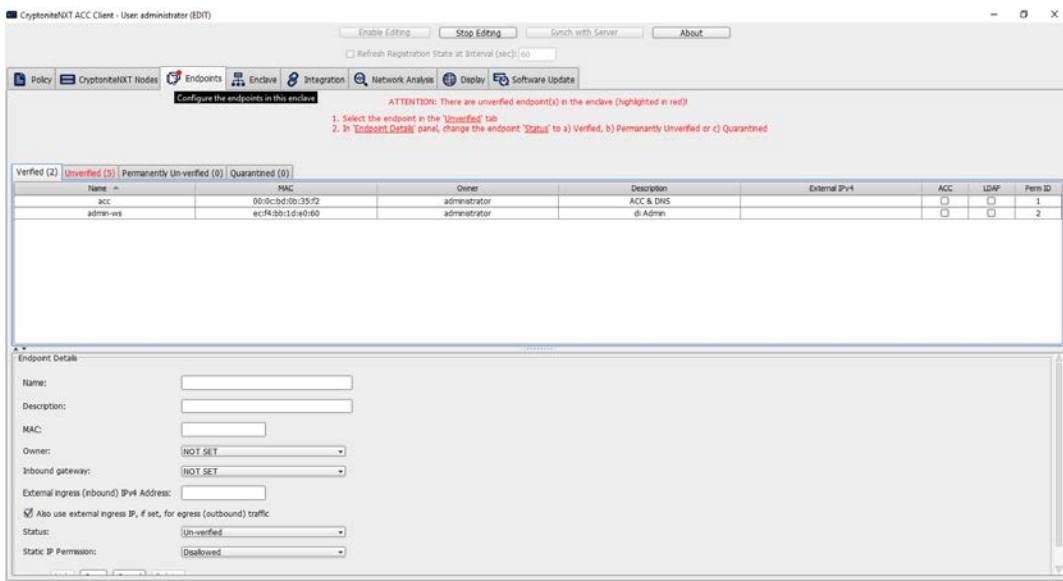 CryptoniteNXT ACC Client - User: administrator (EDIT)
Enable Editing Stop Editing Synch with Server About
Refresh Registration State at Interval (sec): 60
Policy CryptoniteNXT Nodes Endpoints Enclave Integration Network Analysis Display Software Update
Configure the endpoints in this enclave
ATTENTION: There are unverified endpoint(s) in the enclave (highlighted in red)!
1. Select the endpoint in the 'Unverified' tab
2. In 'Endpoint Details' panel, change the endpoint 'Status' to a) Verified, b) Permanantly Unverified or c) Quarantined
Verified (2) Unverified (5) Permanently Un-verified (0) Quarantined (0)
Name MAC Owner Description External IPv4 ACC LDAP Perm ID
acc 00:0c:bd:0b:35:f2 administrator ACC & DNS 1
admin-ws ec:f4:bb:1d:e0:60 administrator di Admin 2
Endpoint Details
Name:
Description:
MAC:
Owner: NOT SET
Inbound gateway: NOT SET
External ingress (inbound) IPv4 Address:
Also use external ingress IP, if set, for egress (outbound) traffic
Status: Un-verified
Static IP Permission: Disallowed